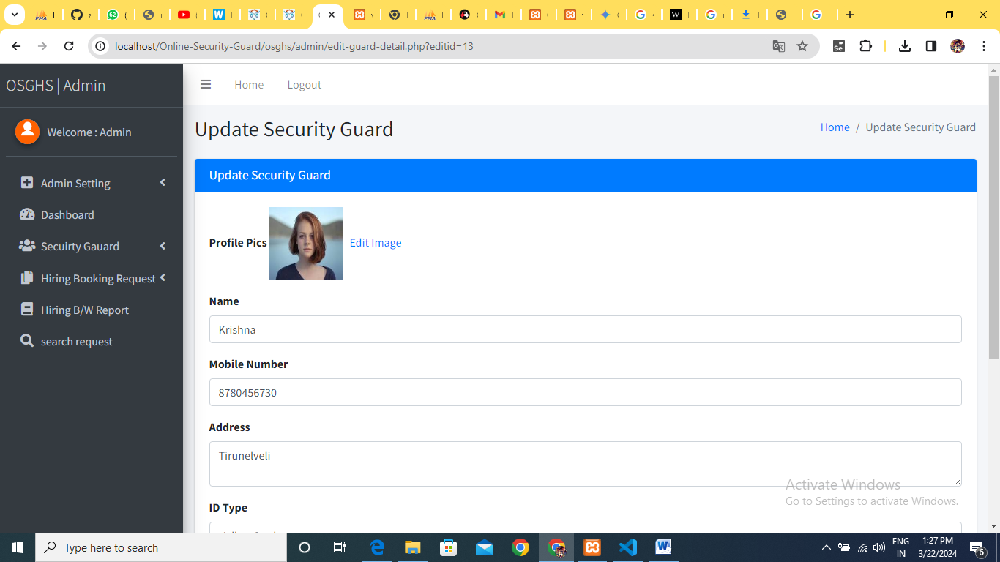 62
localhost/Online-Security-Guard/osghs/admin/edit-guard-detail.php?editid=13
OSGHS | Admin
Home
Logout
Welcome : Admin
Update Security Guard
Home / Update Security Guard
Admin Setting
Dashboard
Secuirty Gauard
Hiring Booking Request
Hiring B/W Report
search request
Update Security Guard
Profile Pics
Edit Image
Name
Krishna
Mobile Number
8780456730
Address
Tirunelveli
ID Type
Activate Windows
Go to Settings to activate Windows.
Type here to search
ENG
IN
1:27 PM
3/22/2024
6